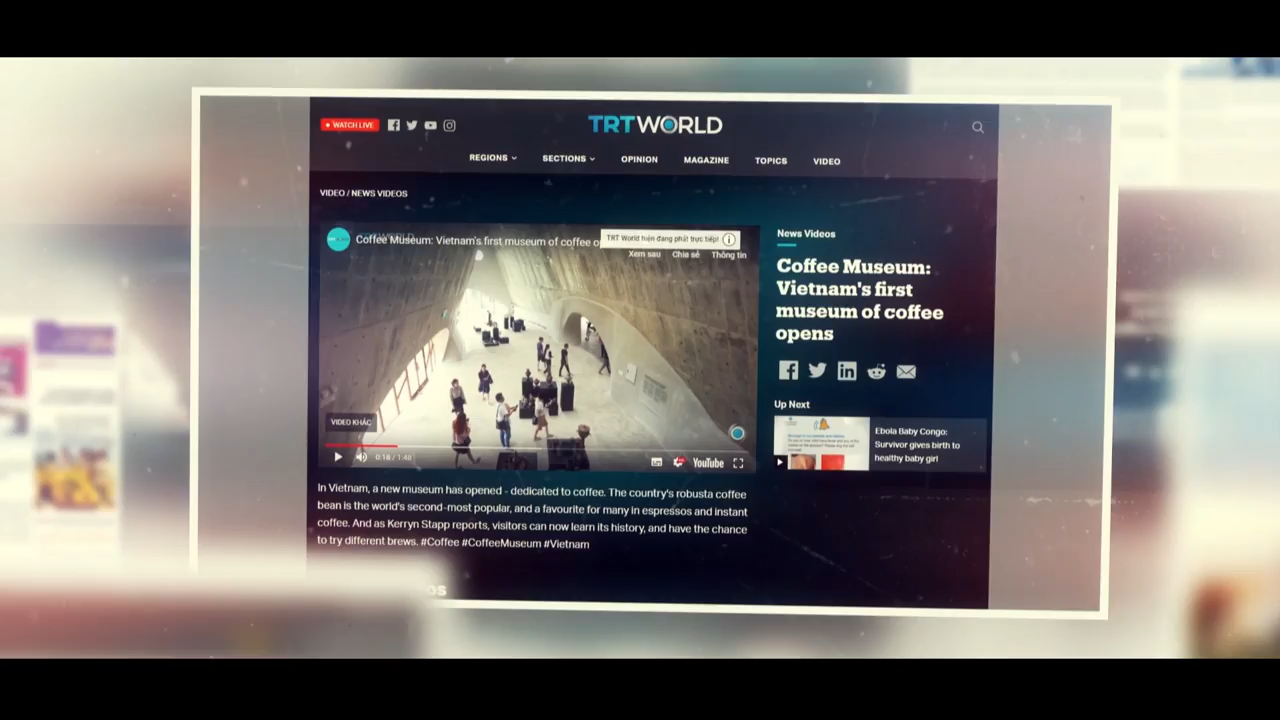 WATCH LIVE
TRTWORLD
REGIONS
SECTIONS
OPINION
MAGAZINE
TOPICS
VIDEO
VIDEO / NEWS VIDEOS
Coffee Museum: Vietnam's first museum of coffee o
TRT World hiện đang phát trực tiếp!
Xem sau
Chia sẻ
Thông tin
VIDEO KHÁC
0:18 / 1:40
YouTube
News Videos
Coffee Museum:
Vietnam's first
museum of coffee
opens
Up Next
Ebola Baby Congo:
Survivor gives birth to
healthy baby girl
In Vietnam, a new museum has opened - dedicated to coffee. The country's robusta coffee
bean is the world's second-most popular, and a favourite for many in espressos and instant
coffee. And as Kerryn Stapp reports, visitors can now learn its history, and have the chance
to try different brews. #Coffee #CoffeeMuseum #Vietnam